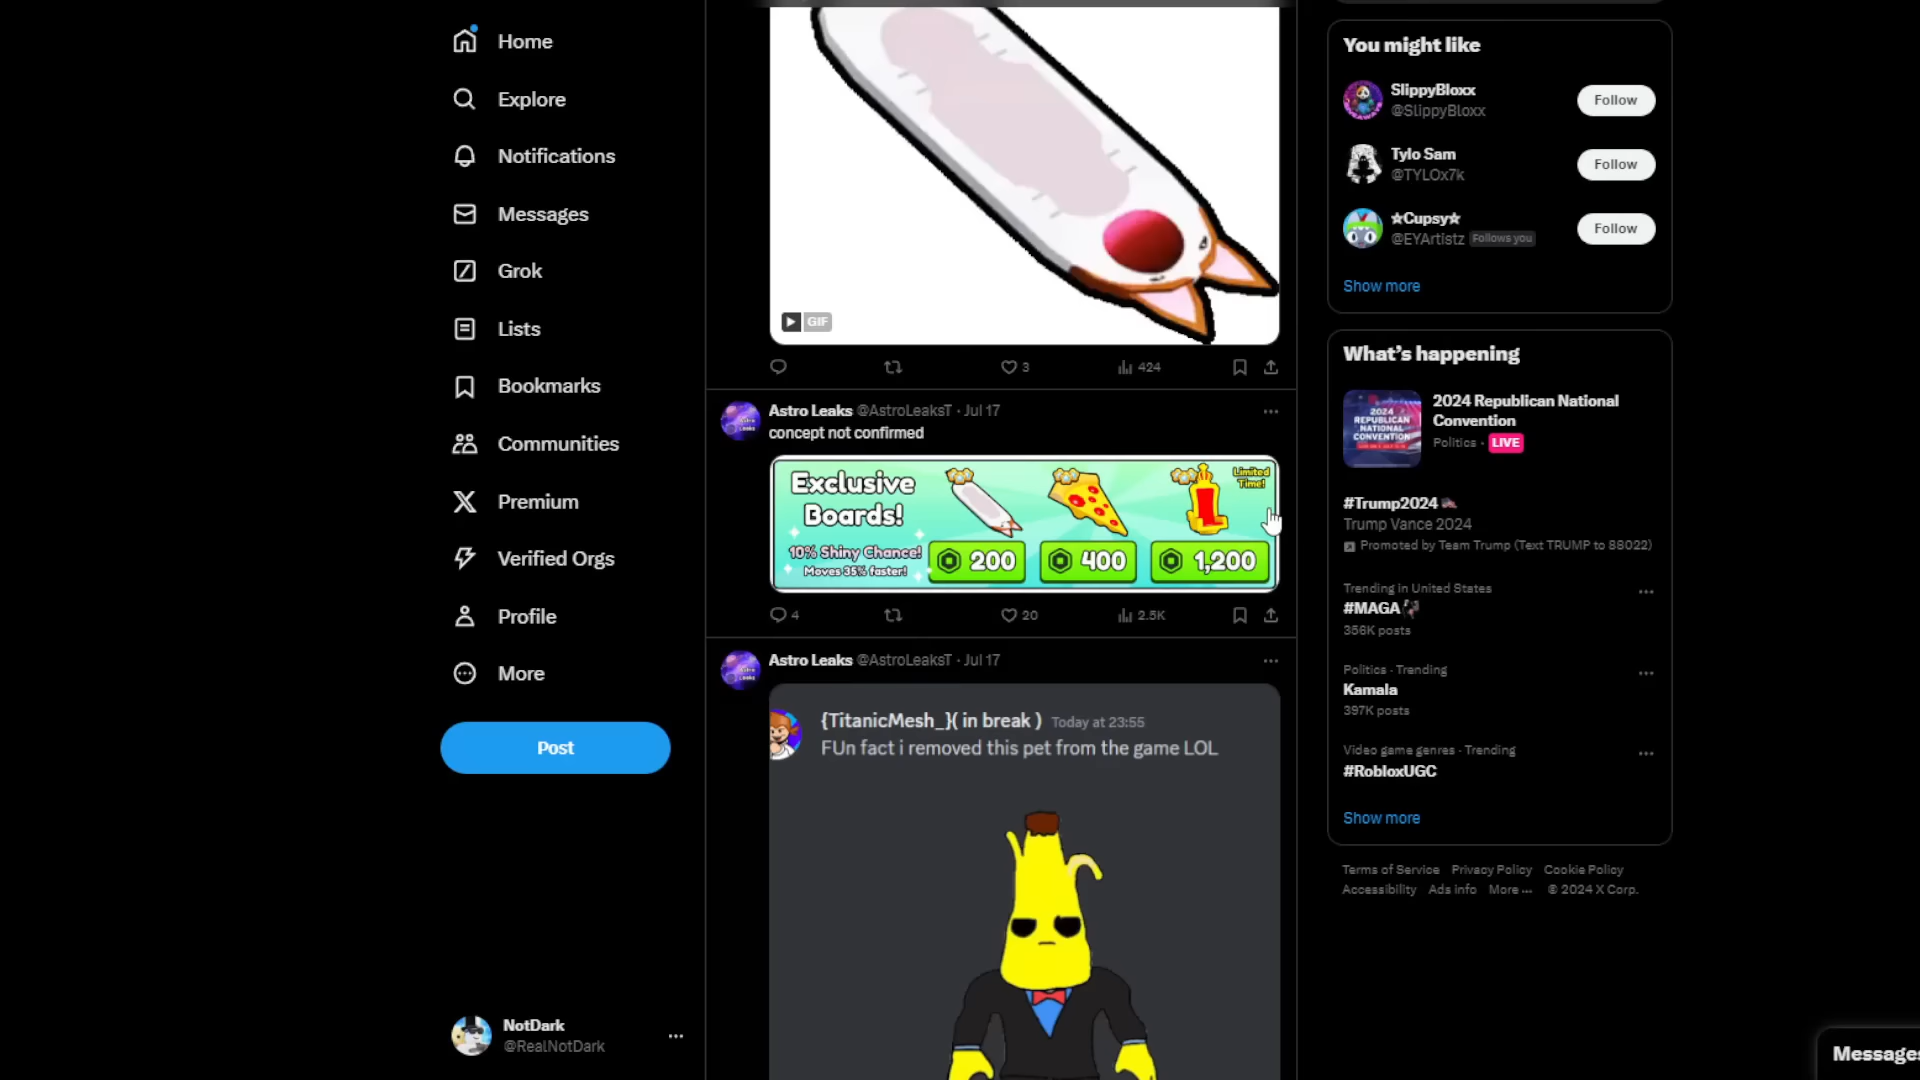 Home
Explore
Notifications
Messages
Grok
Lists
Bookmarks
Communities
Premium
Verified Orgs
Profile
More
Post
NotDark
@RealNotDark
GIF
3
424
Astro Leaks @AstroLeaksT · Jul 17
concept not confirmed
Exclusive
Boards!
10% Shiny Chance!
Moves 35% faster!
Limited
Time!
200
400
1,200
4
20
2.5K
Astro Leaks @AstroLeaksT · Jul 17
{TitanicMesh_}( in break ) Today at 23:55
FUn fact i removed this pet from the game LOL
You might like
SlippyBloxx
@SlippyBloxx
Follow
Tylo Sam
@TYLOx7k
Follow
☆Cupsy☆
@EYArtistz Follows you
Follow
Show more
What's happening
2024
REPUBLICAN
NATIONAL
CONVENTION
2024 Republican National
Convention
Politics · LIVE
#Trump2024
Trump Vance 2024
Promoted by Team Trump (Text TRUMP to 88022)
Trending in United States
#MAGA
356K posts
Politics · Trending
Kamala
397K posts
Video game genres · Trending
#RobloxUGC
Show more
Terms of Service Privacy Policy Cookie Policy
Accessibility Ads info More ... © 2024 X Corp.
Messages